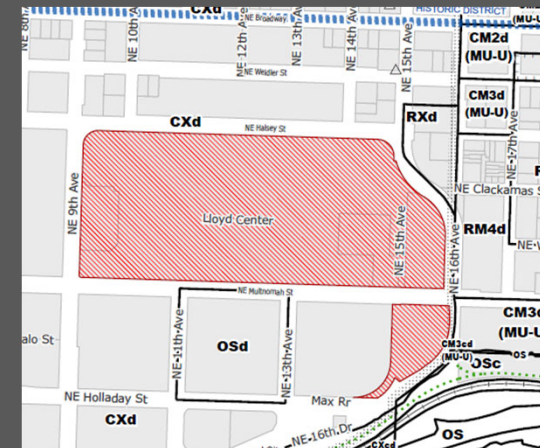 CXd
HISTORIC DISTRICT
(MU-U)
NE Broadway
NE 10th Ave
NE 12th Ave
NE 13th Ave
NE 14th Ave
NE 15th Ave
CM2d
(MU-U)
NE Weidler St
CM3d
(MU-U)
RXd
CXd
NE Halsey St
NE 17th Ave
NE Clackamas S
NE 9th Ave
Lloyd Center
NE 15th Ave
NE 16th Ave
RM4d
NE Multnomah St
NE 11th Ave
NE 13th Ave
OSd
alo St
CM3cd
(MU-U)
OSc
OS
NE Holladay St
CXd
Max Rr
NE 16th Dr
OS
CXcd